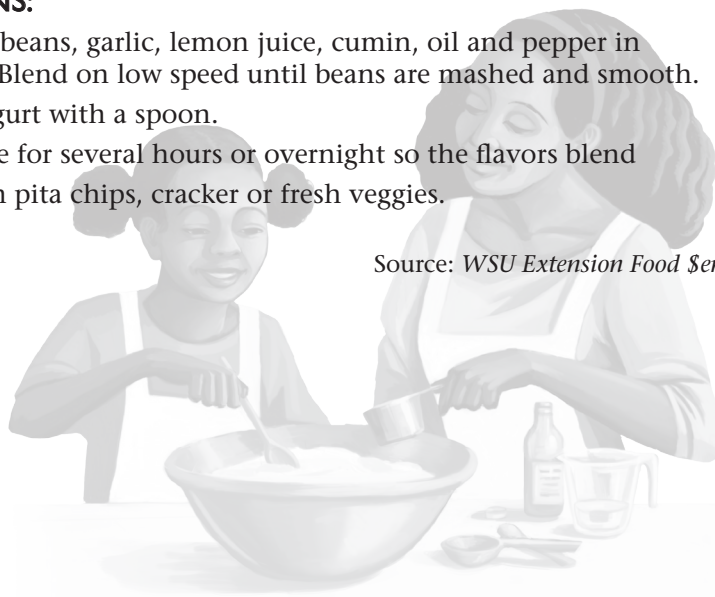 NS:
beans, garlic, lemon juice, cumin, oil and pepper in
Blend on low speed until beans are mashed and smooth.
gurt with a spoon.
e for several hours or overnight so the flavors blend
n pita chips, cracker or fresh veggies.
Source: WSU Extension Food $en